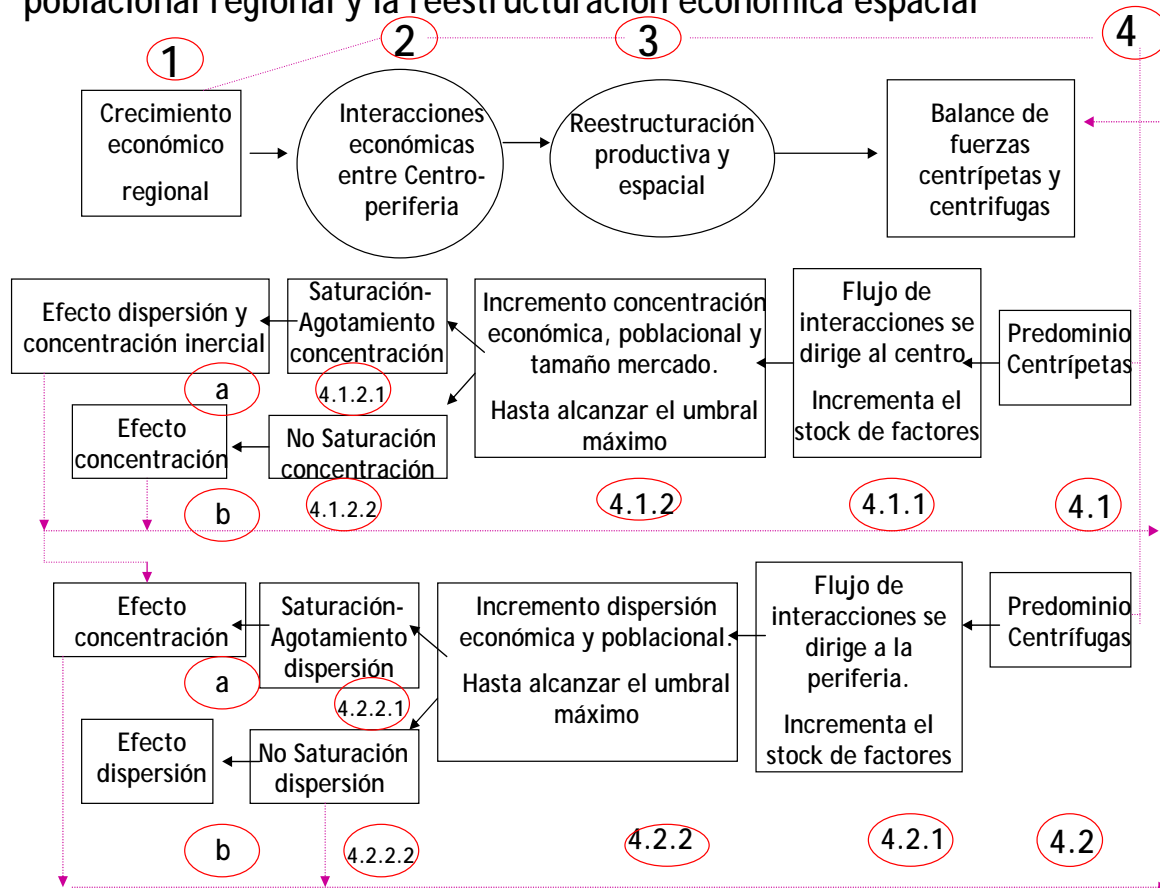 poblacional regional y la reestructuración económica espacial
1
2
3
4
Crecimiento
económico
regional
Interacciones
económicas
entre Centro-
periferia
Reestructuración
productiva y
espacial
Balance de
fuerzas
centrípetas y
centrifugas
Efecto dispersión y
concentración inercial
Saturación-
Agotamiento
concentración
Incremento concentración
económica, poblacional y
tamaño mercado.
Hasta alcanzar el umbral
máximo
Flujo de
interacciones se
dirige al centro.
Incrementa el
stock de factores
Predominio
Centrípetas
a
4.1.2.1
Efecto
concentración
No Saturación
concentración
b
4.1.2.2
4.1.2
4.1.1
4.1
Efecto
concentración
Saturación-
Agotamiento
dispersión
Incremento dispersión
económica y poblacional.
Hasta alcanzar el umbral
máximo
Flujo de
interacciones se
dirige a la
periferia.
Incrementa el
stock de factores
Predominio
Centrífugas
a
4.2.2.1
Efecto
dispersión
No Saturación
dispersión
b
4.2.2.2
4.2.2
4.2.1
4.2